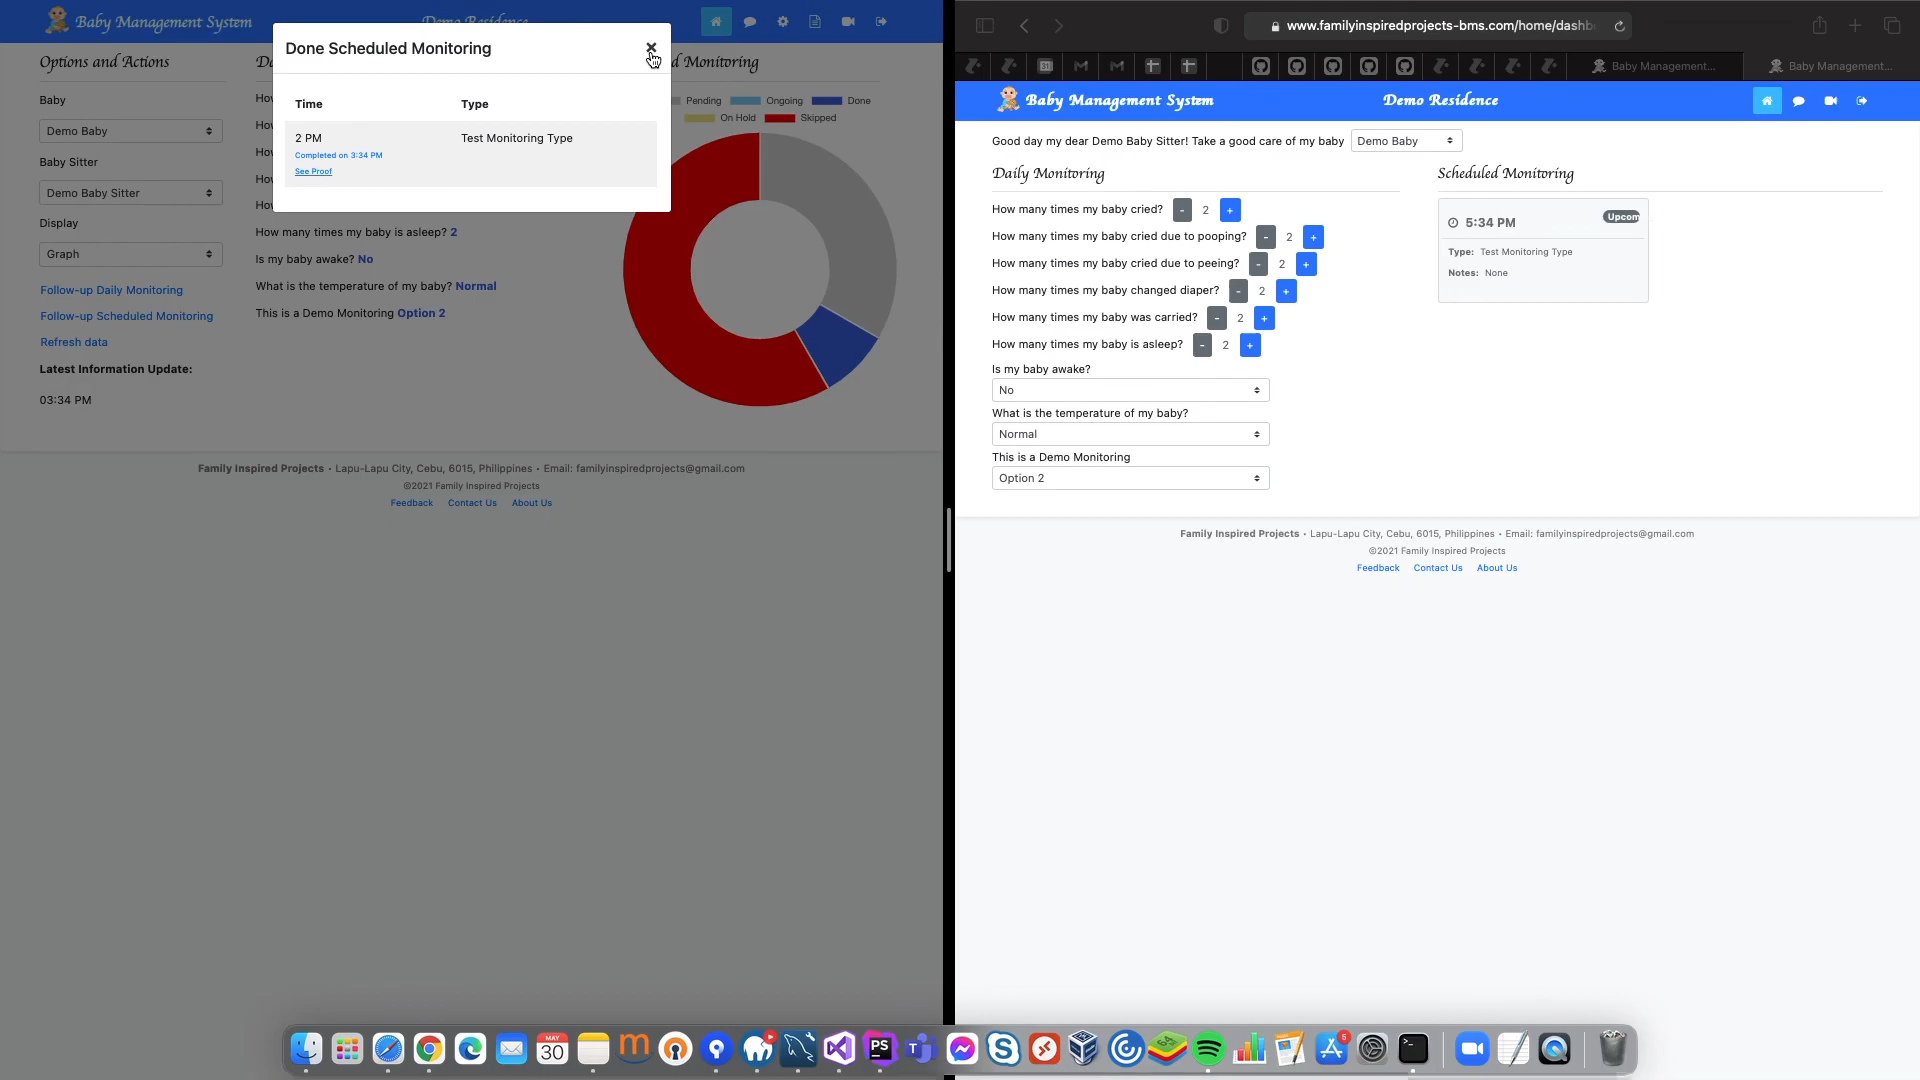 Baby Management System
Done Scheduled Monitoring
Time Type
2 PM Test Monitoring Type
Completed on 3:34 PM
See Proof
Options and Actions
Baby
Demo Baby
Baby Sitter
Demo Baby Sitter
Display
Graph
Follow-up Daily Monitoring
Follow-up Scheduled Monitoring
Refresh data
Latest Information Update:
03:34 PM
How many times my baby is asleep? 2
Is my baby awake? No
What is the temperature of my baby? Normal
This is a Demo Monitoring Option 2
Monitoring
Pending Ongoing Done
On Hold Skipped
Family Inspired Projects • Lapu-Lapu City, Cebu, 6015, Philippines • Email: familyinspiredprojects@gmail.com
©2021 Family Inspired Projects
Feedback Contact Us About Us
www.familyinspiredprojects-bms.com/home/dashb
Baby Management... Baby Management...
Baby Management System Demo Residence
Good day my dear Demo Baby Sitter! Take a good care of my baby Demo Baby
Daily Monitoring
How many times my baby cried? - 2 +
How many times my baby cried due to pooping? - 2 +
How many times my baby cried due to peeing? - 2 +
How many times my baby changed diaper? - 2 +
How many times my baby was carried? - 2 +
How many times my baby is asleep? - 2 +
Is my baby awake?
No
What is the temperature of my baby?
Normal
This is a Demo Monitoring
Option 2
Scheduled Monitoring
5:34 PM Upcom
Type: Test Monitoring Type
Notes: None
Family Inspired Projects • Lapu-Lapu City, Cebu, 6015, Philippines • Email: familyinspiredprojects@gmail.com
©2021 Family Inspired Projects
Feedback Contact Us About Us
MAY
30
PS
64
5